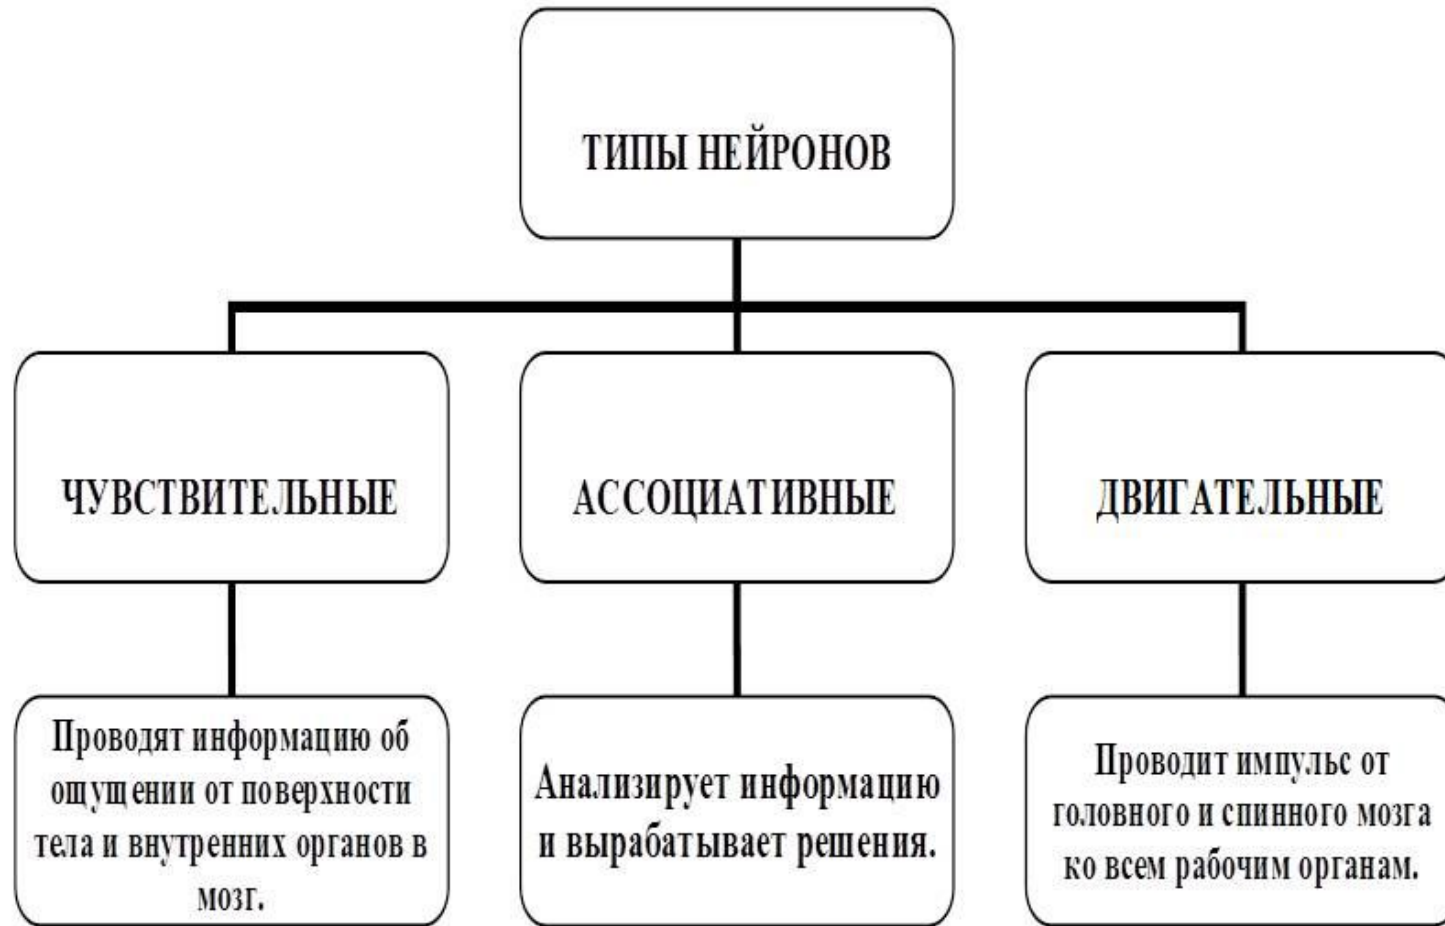 ТИПЫ НЕЙРОНОВ
ЧУВСТВИТЕЛЬНЫЕ
АССОЦИАТИВНЫЕ
ДВИГАТЕЛЬНЫЕ
Проводят информацию об
ощущении от поверхности
тела и внутренних органов в
мозг.
Анализирует информацию
и вырабатывает решения.
Проводит импульс от
головного и спинного мозга
ко всем рабочим органам.